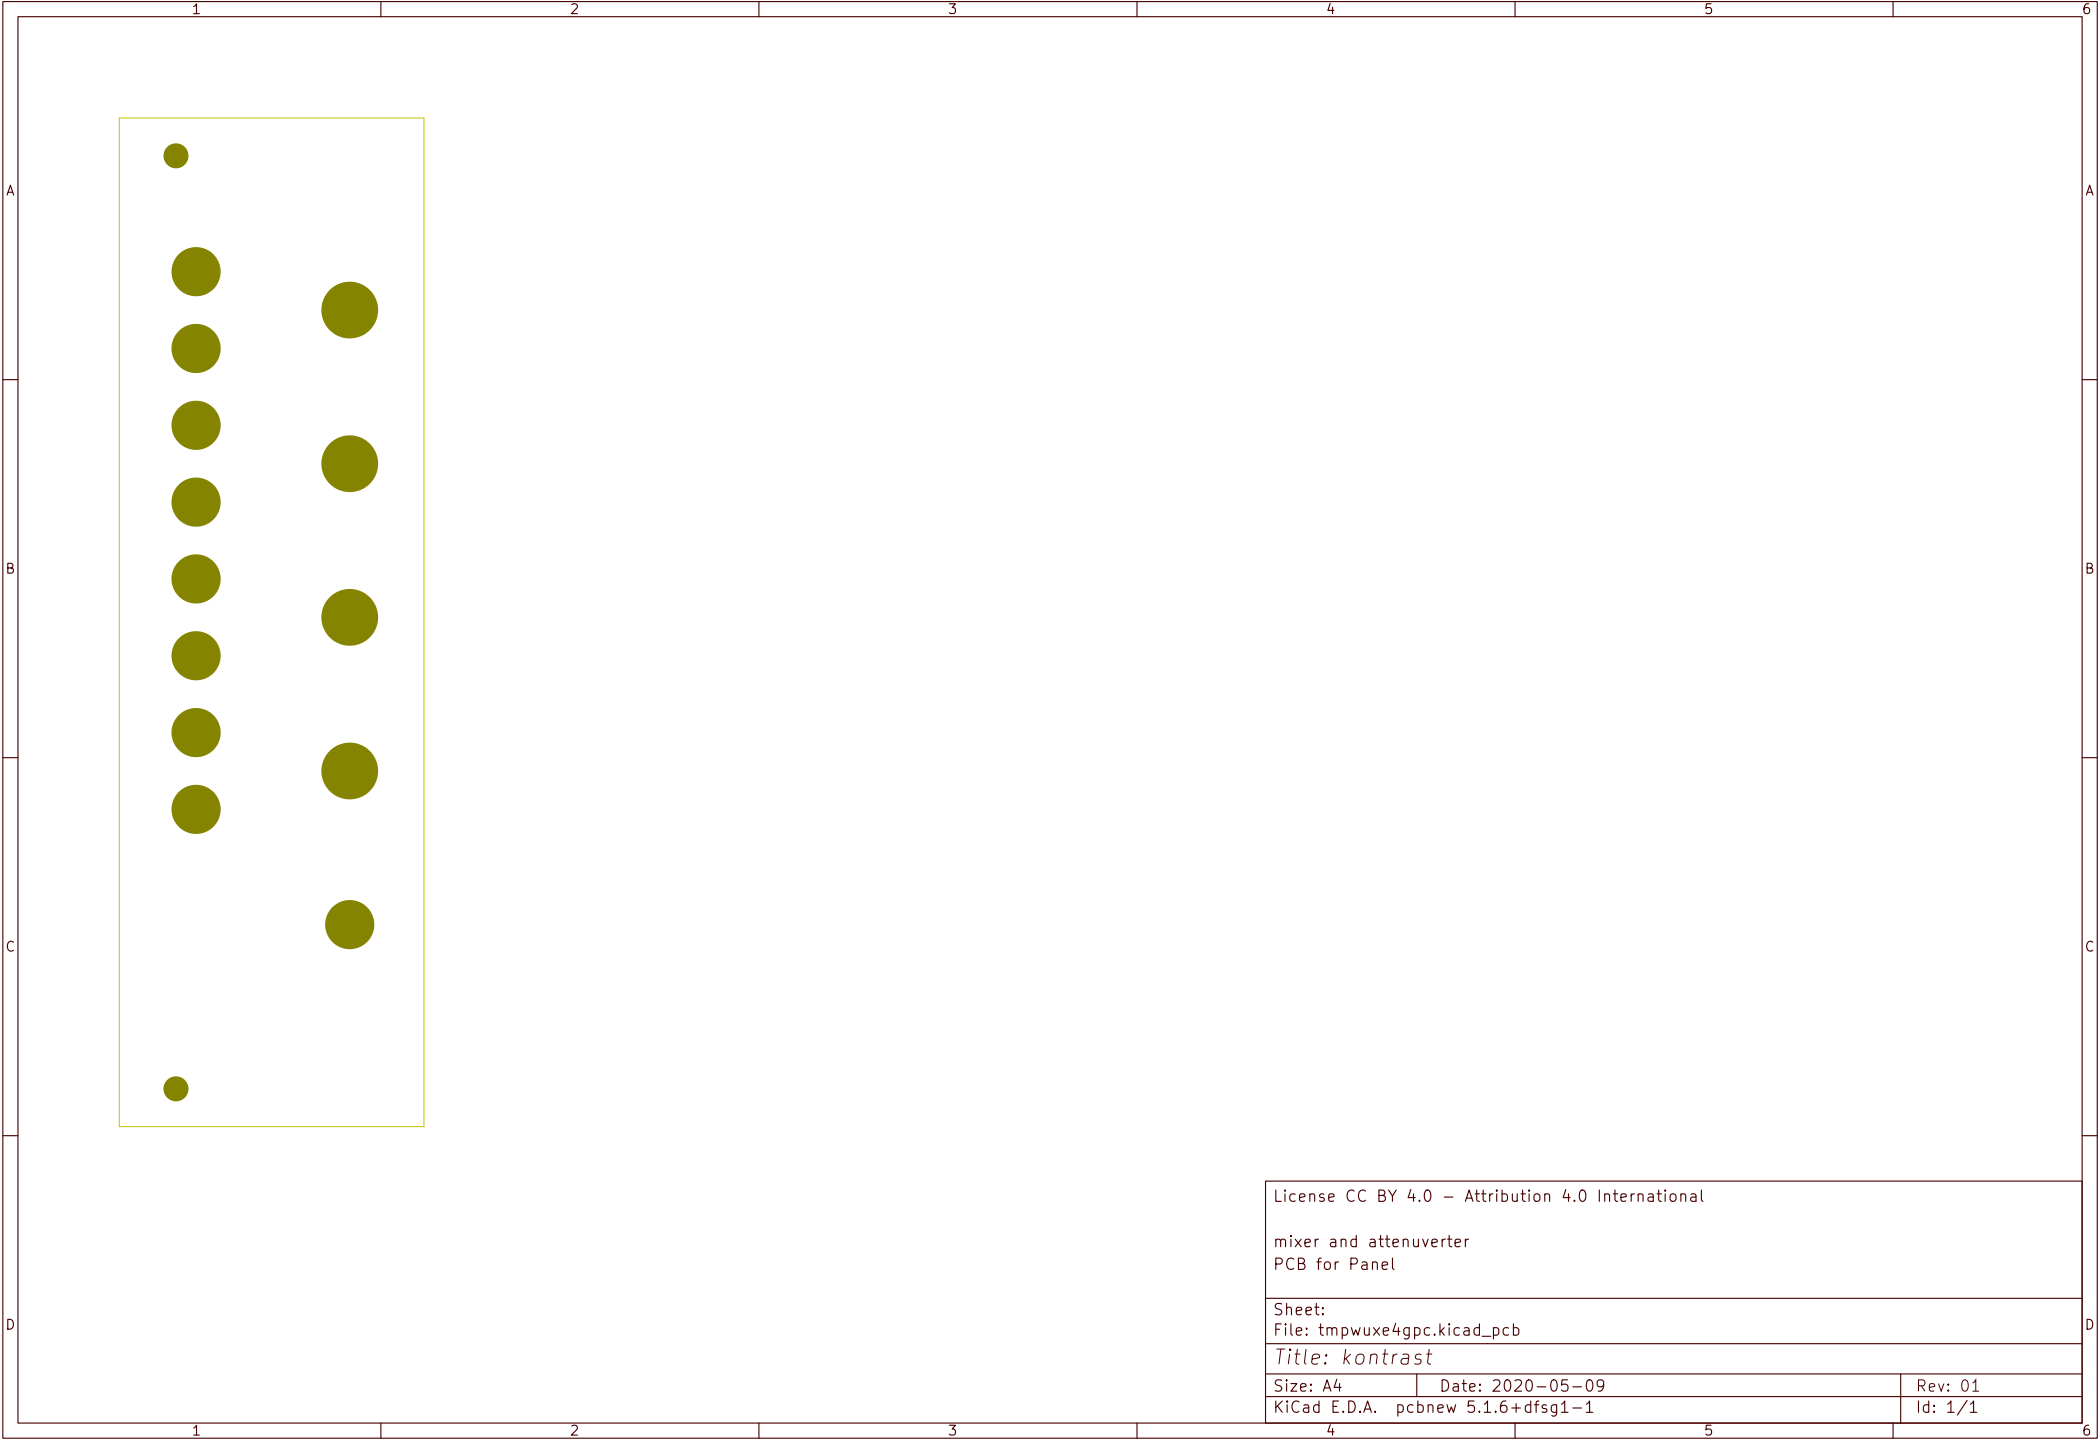 1 2 3 4 5 6
A A
B B
C C
License CC BY 4.0 – Attribution 4.0 International
mixer and attenuverter
PCB for Panel
Sheet:
File: tmpwuxe4gpc.kicad_pcb
D D
Title: kontrast
Size: A4 Date: 2020-05-09 Rev: 01
KiCad E.D.A. pcbnew 5.1.6+dfsg1-1 Id: 1/1
1 2 3 4 5 6